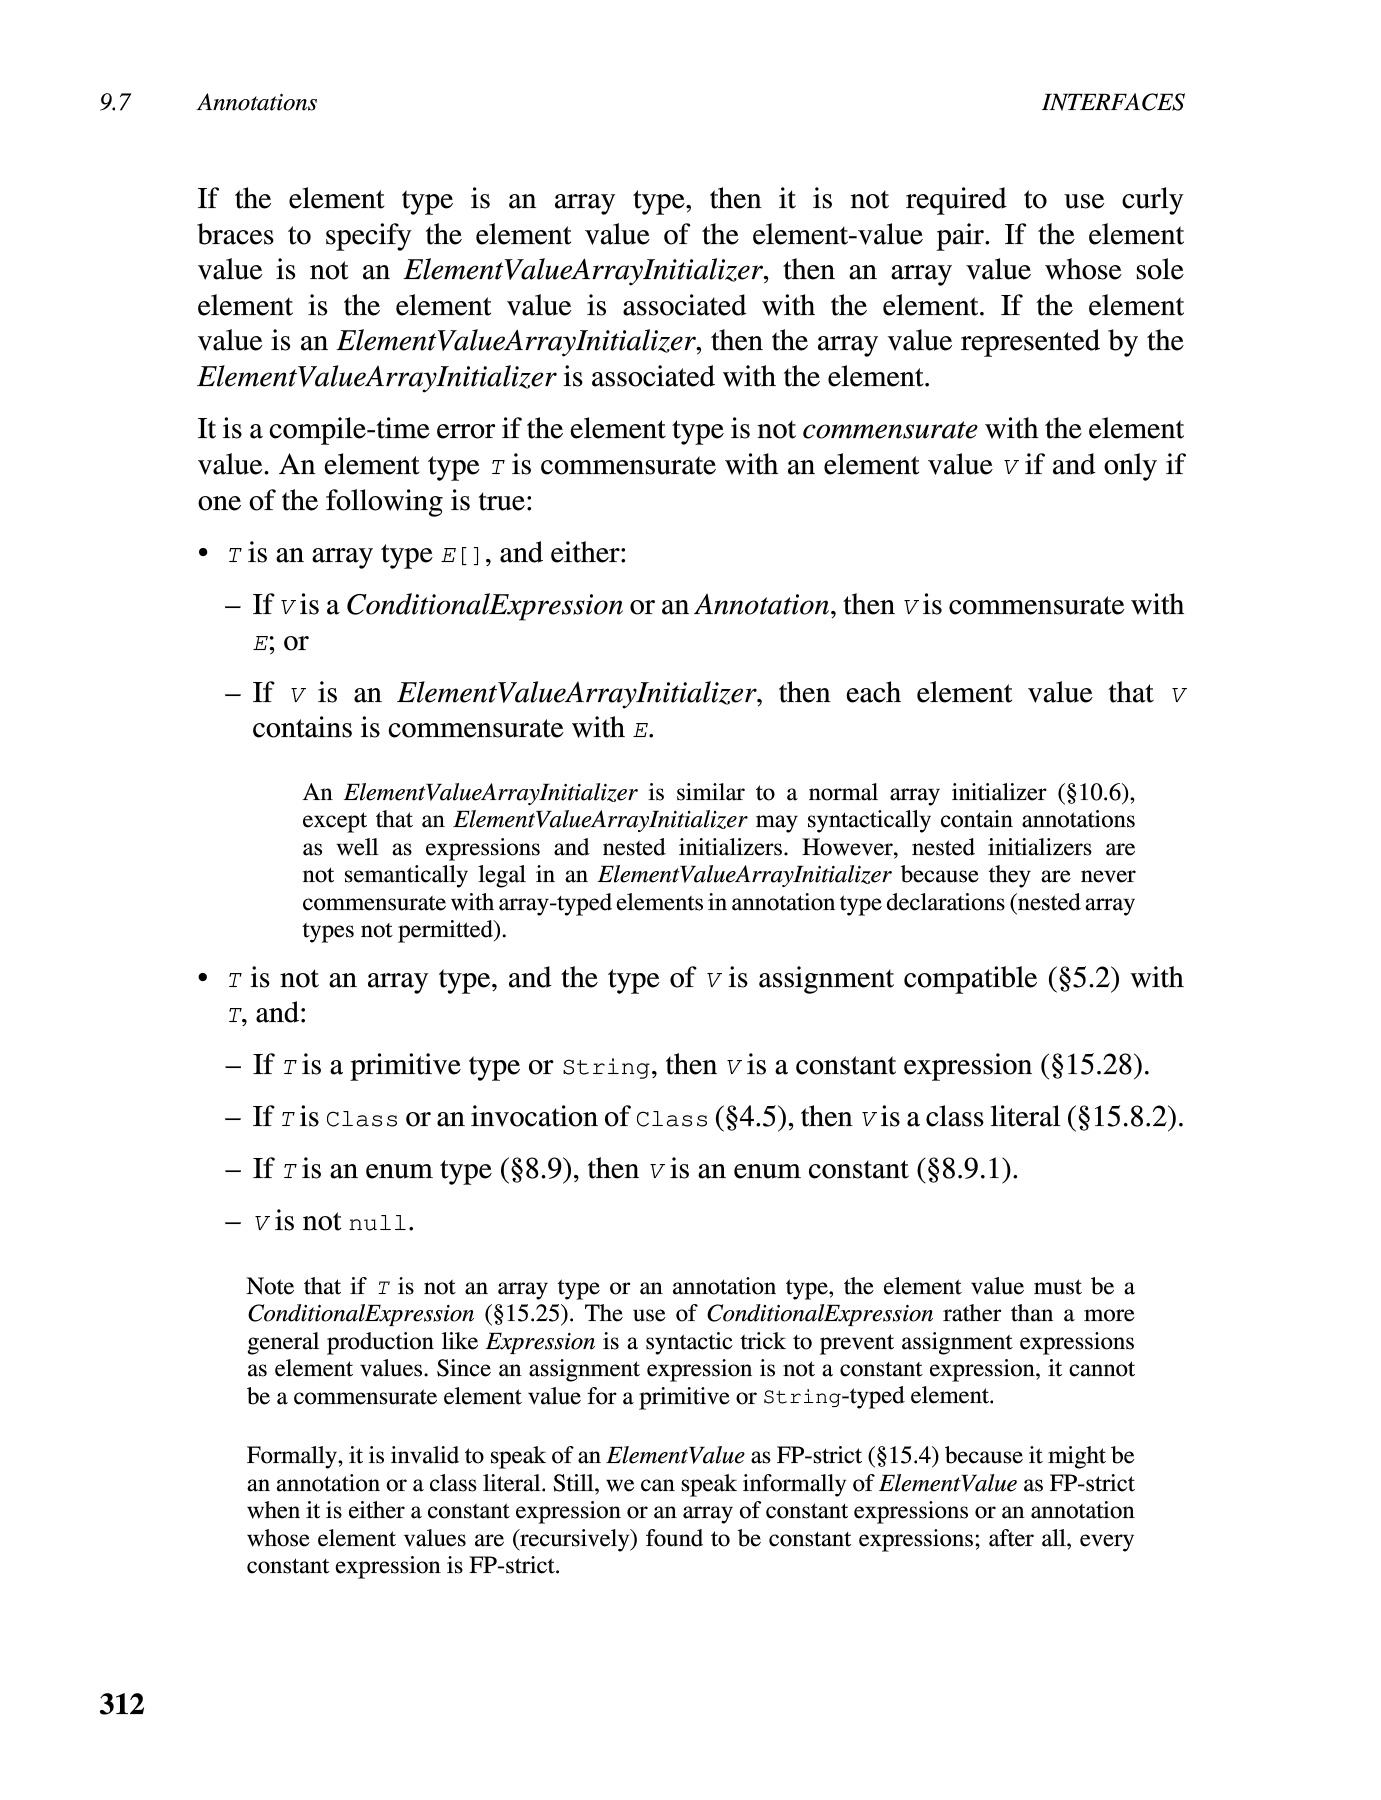 9.7 Annotations INTERFACES
If the element type is an array type, then it is not required to use curly
braces to specify the element value of the element-value pair. If the element
value is not an ElementValueArrayInitializer, then an array value whose sole
element is the element value is associated with the element. If the element
value is an ElementValueArrayInitializer, then the array value represented by the
ElementValueArrayInitializer is associated with the element.
It is a compile-time error if the element type is not commensurate with the element
value. An element type T is commensurate with an element value V if and only if
one of the following is true:
• T is an array type E[], and either:
– If V is a ConditionalExpression or an Annotation, then V is commensurate with
E; or
– If V is an ElementValueArrayInitializer, then each element value that V
contains is commensurate with E.
An ElementValueArrayInitializer is similar to a normal array initializer (§10.6),
except that an ElementValueArrayInitializer may syntactically contain annotations
as well as expressions and nested initializers. However, nested initializers are
not semantically legal in an ElementValueArrayInitializer because they are never
commensurate with array-typed elements in annotation type declarations (nested array
types not permitted).
• T is not an array type, and the type of V is assignment compatible (§5.2) with
T, and:
– If T is a primitive type or String, then V is a constant expression (§15.28).
– If T is Class or an invocation of Class (§4.5), then V is a class literal (§15.8.2).
– If T is an enum type (§8.9), then V is an enum constant (§8.9.1).
– V is not null.
Note that if T is not an array type or an annotation type, the element value must be a
ConditionalExpression (§15.25). The use of ConditionalExpression rather than a more
general production like Expression is a syntactic trick to prevent assignment expressions
as element values. Since an assignment expression is not a constant expression, it cannot
be a commensurate element value for a primitive or String-typed element.
Formally, it is invalid to speak of an ElementValue as FP-strict (§15.4) because it might be
an annotation or a class literal. Still, we can speak informally of ElementValue as FP-strict
when it is either a constant expression or an array of constant expressions or an annotation
whose element values are (recursively) found to be constant expressions; after all, every
constant expression is FP-strict.
312